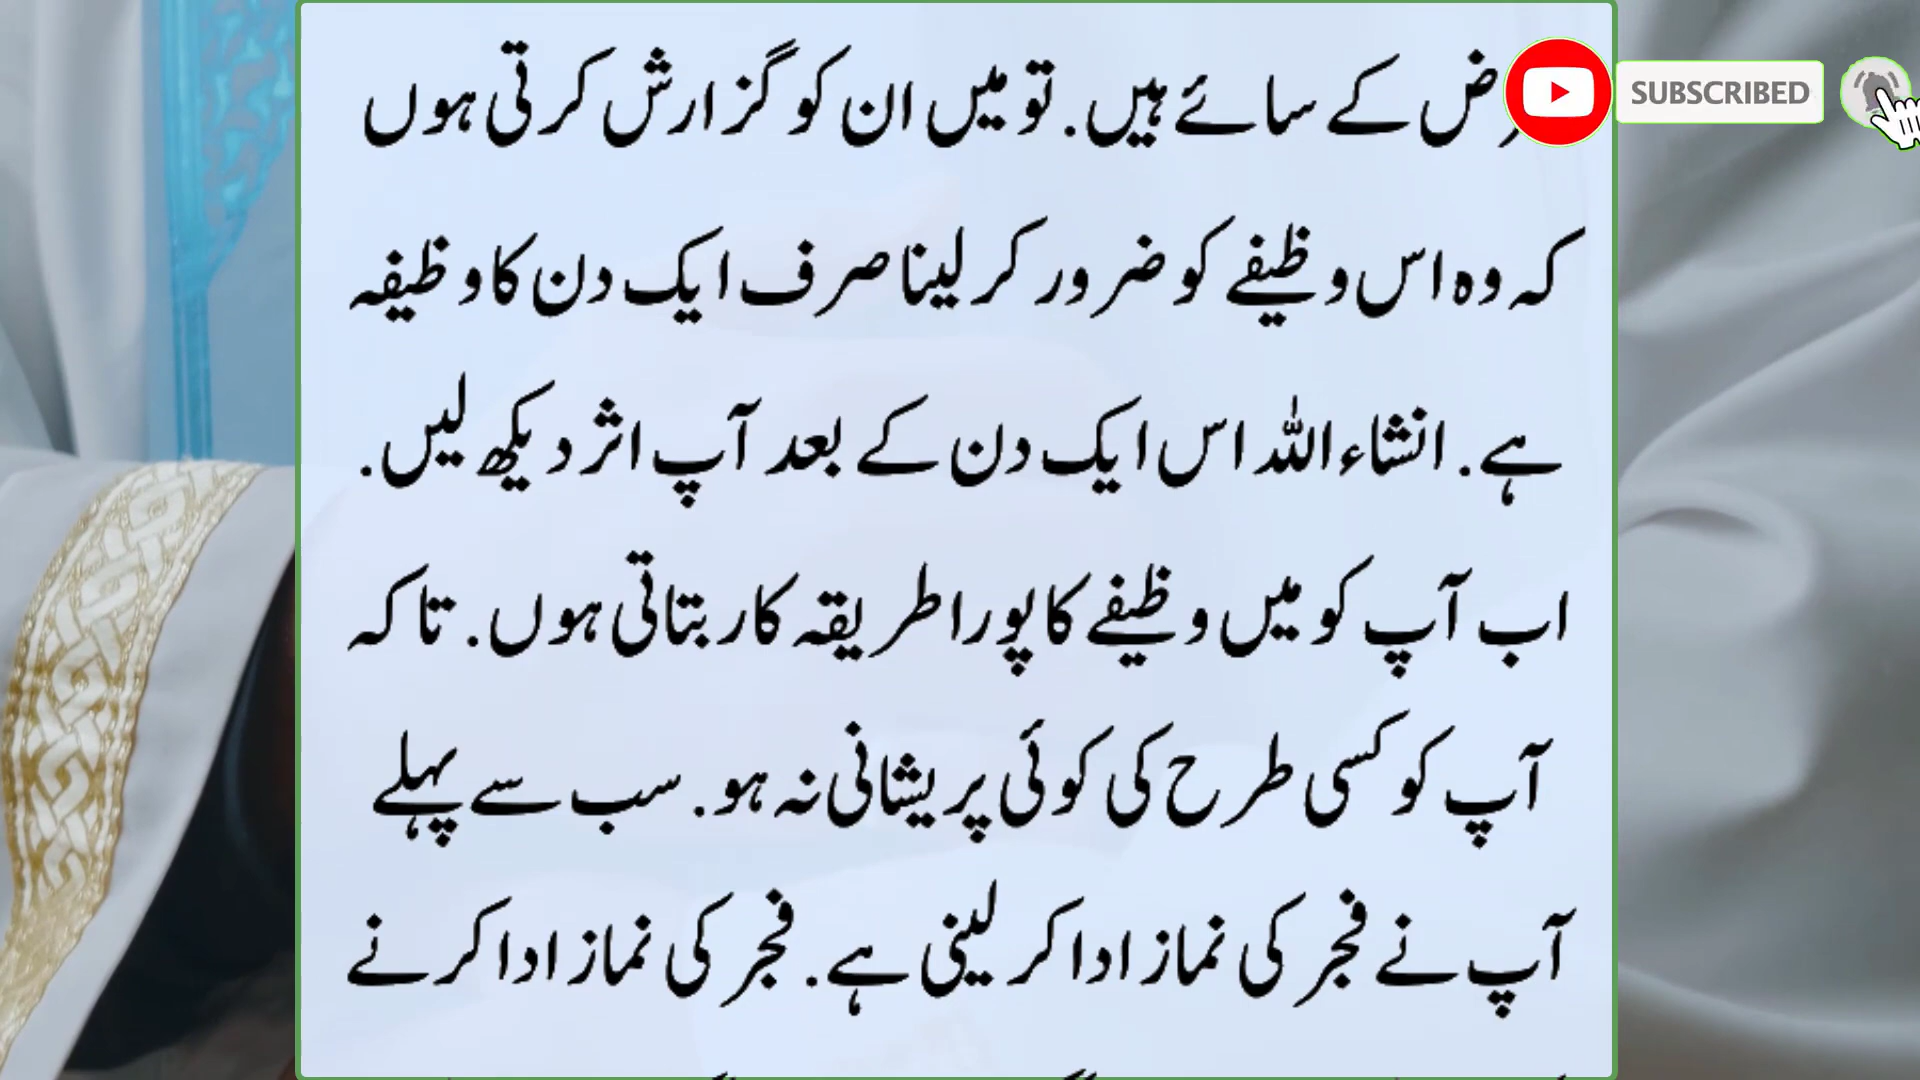 کے سائے ہیں. تو میں ان کو گزارش کرتی ہوں
SUBSCRIBED
کہ وہ اس وظیفے کو ضرور کر لینا صرف ایک دن کا وظیفہ
ہے. انشاء اللہ اس ایک دن کے بعد آپ اثر دیکھ لیں.
اب آپ کو میں وظیفے کا پورا طریقہ کار بتاتی ہوں. تاکہ
آپ کو کسی طرح کی کوئی پریشانی نہ ہو. سب سے پہلے
آپ نے فجر کی نماز ادا کر لینی ہے. فجر کی نماز ادا کرنے